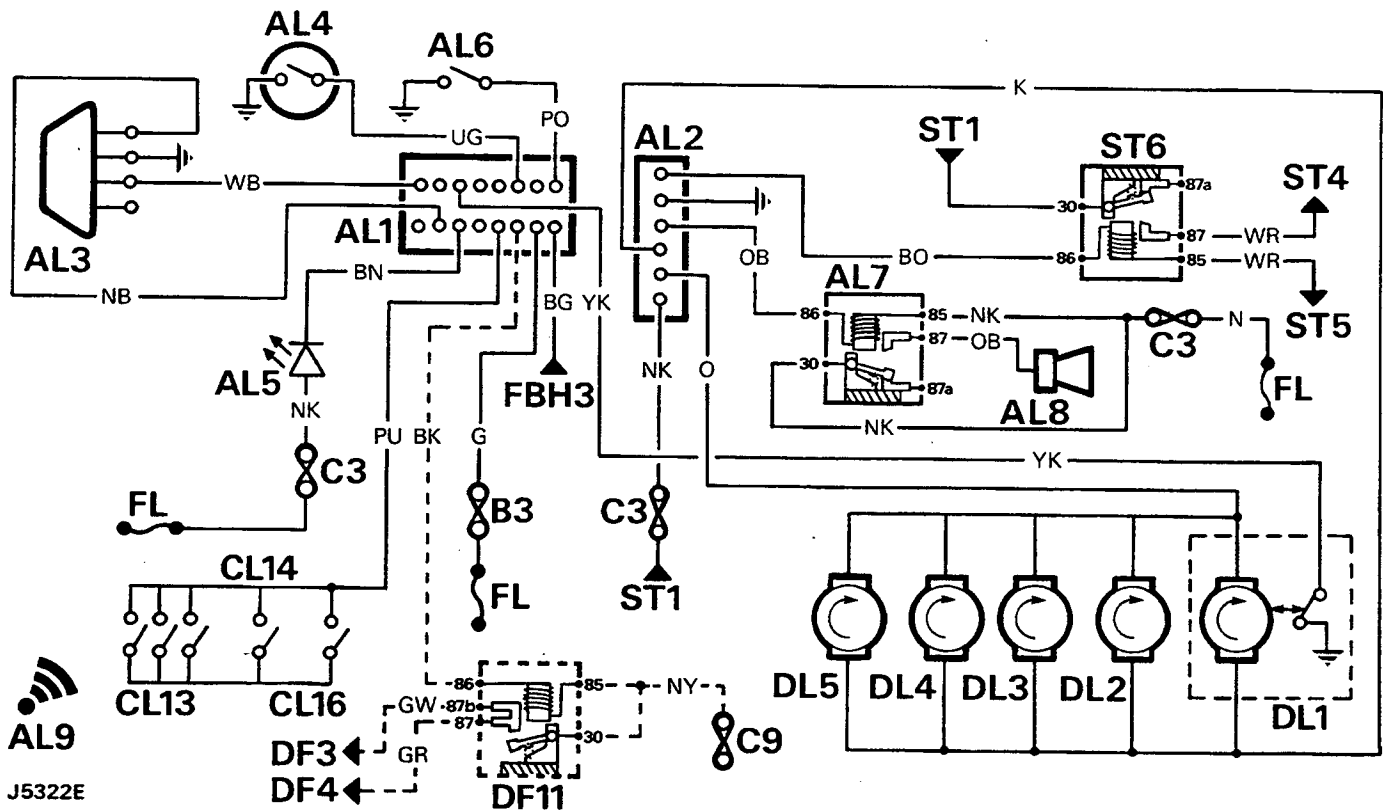 AL4
AL6
K
PO
UG
AL2
ST1
ST6
87a
ST4
30
WB
AL3
AL1
87
WR
OB
BO
86
85
WR
BN
AL7
ST5
NB
BG
YK
86
85
NK
N
87
OB
C3
AL5
30
NK
O
FBH3
87a
AL8
FL
NK
PU
BK
G
NK
C3
YK
FL
B3
C3
CL14
FL
ST1
CL13
CL16
DL5
DL4
DL3
DL2
DL1
86
85
NY
GW
87b
87
AL9
DF3
GR
30
C9
DF4
DF11
J5322E